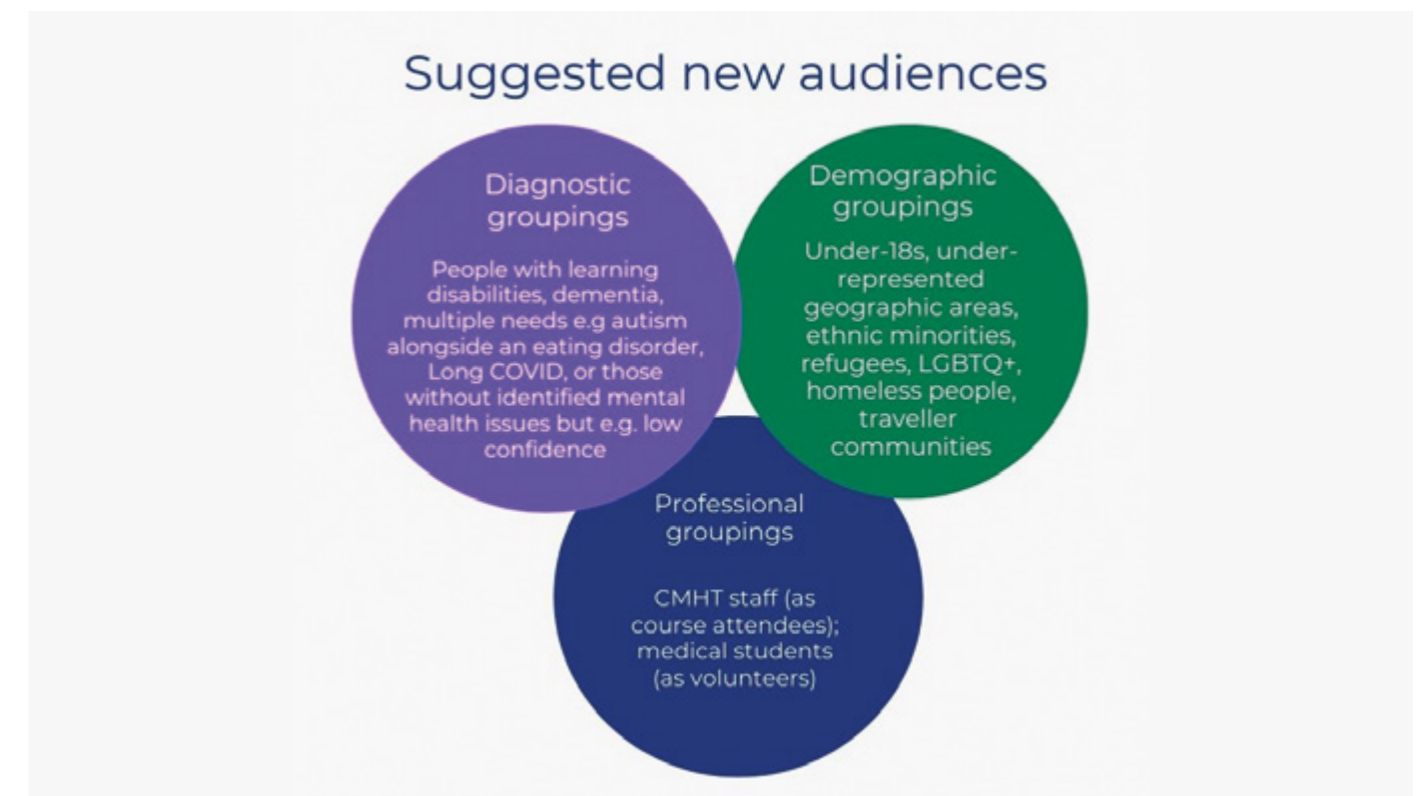 Suggested new audiences
Diagnostic
groupings
People with learning
disabilities, dementia,
multiple needs e.g autism
alongside an eating disorder,
Long COVID, or those
without identified mental
health issues but e.g. low
confidence
Demographic
groupings
Under-18s, under-
represented
geographic areas,
ethnic minorities,
refugees, LGBTQ+,
homeless people,
traveller
communities
Professional
groupings
CMHT staff (as
course attendees);
medical students
(as volunteers)